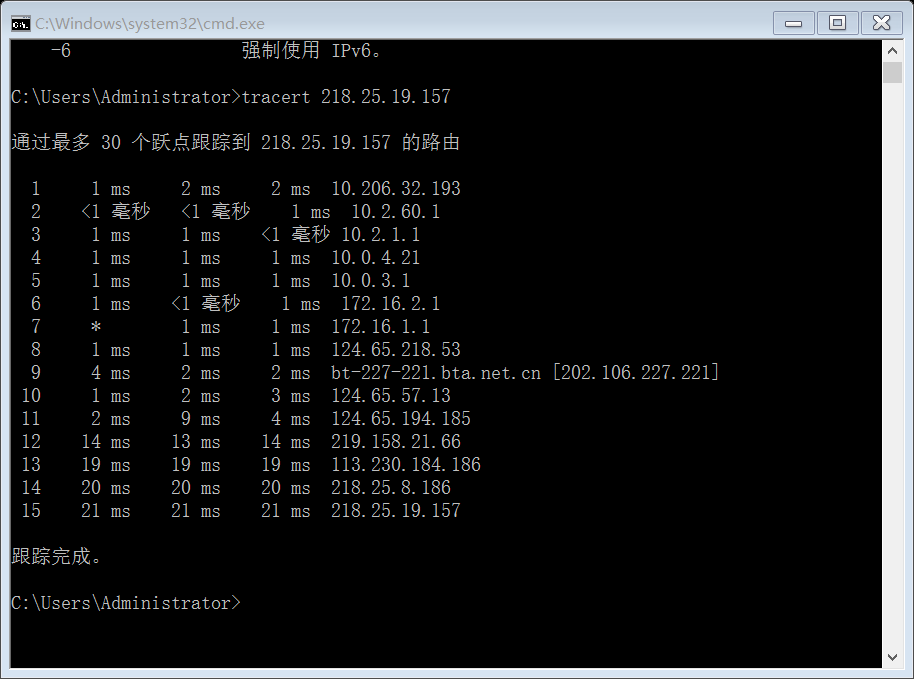 C:\Windows\system32\cmd.exe
-6 强制使用 IPv6。
C:\Users\Administrator>tracert 218.25.19.157
通过最多 30 个跃点跟踪到 218.25.19.157 的路由
1 1 ms 2 ms 2 ms 10.206.32.193
2 <1 毫秒 <1 毫秒 1 ms 10.2.60.1
3 1 ms 1 ms <1 毫秒 10.2.1.1
4 1 ms 1 ms 1 ms 10.0.4.21
5 1 ms 1 ms 1 ms 10.0.3.1
6 1 ms <1 毫秒 1 ms 172.16.2.1
7 * 1 ms 1 ms 172.16.1.1
8 1 ms 1 ms 1 ms 124.65.218.53
9 4 ms 2 ms 2 ms bt-227-221.bta.net.cn [202.106.227.221]
10 1 ms 2 ms 3 ms 124.65.57.13
11 2 ms 9 ms 4 ms 124.65.194.185
12 14 ms 13 ms 14 ms 219.158.21.66
13 19 ms 19 ms 19 ms 113.230.184.186
14 20 ms 20 ms 20 ms 218.25.8.186
15 21 ms 21 ms 21 ms 218.25.19.157
跟踪完成。
C:\Users\Administrator>